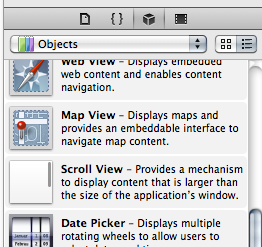 { }
Objects
Web View – Displays embedded
web content and enables content
navigation.
Map View – Displays maps and
provides an embeddable interface to
navigate map content.
Scroll View – Provides a mechanism
to display content that is larger than
the size of the application's window.
Date Picker – Displays multiple
rotating wheels to allow users to